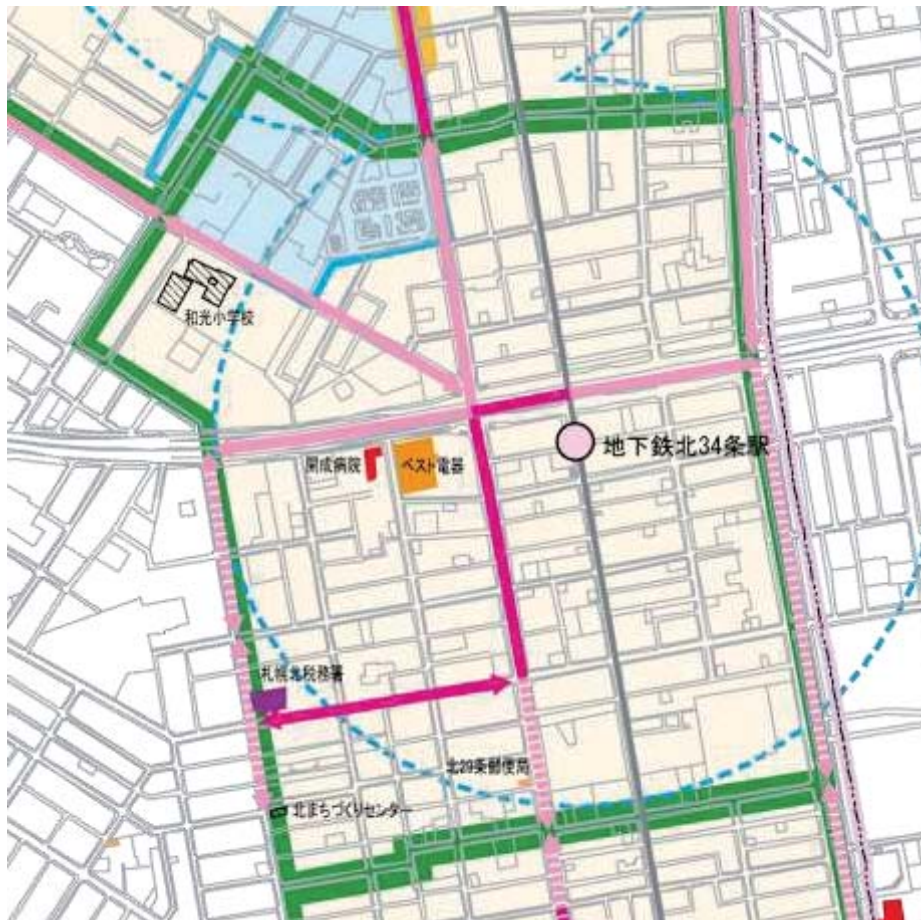 和光小学校
地下鉄北34条駅
開成病院
ベスト電器
札幌北税務署
北29条郵便局
北まちづくりセンター